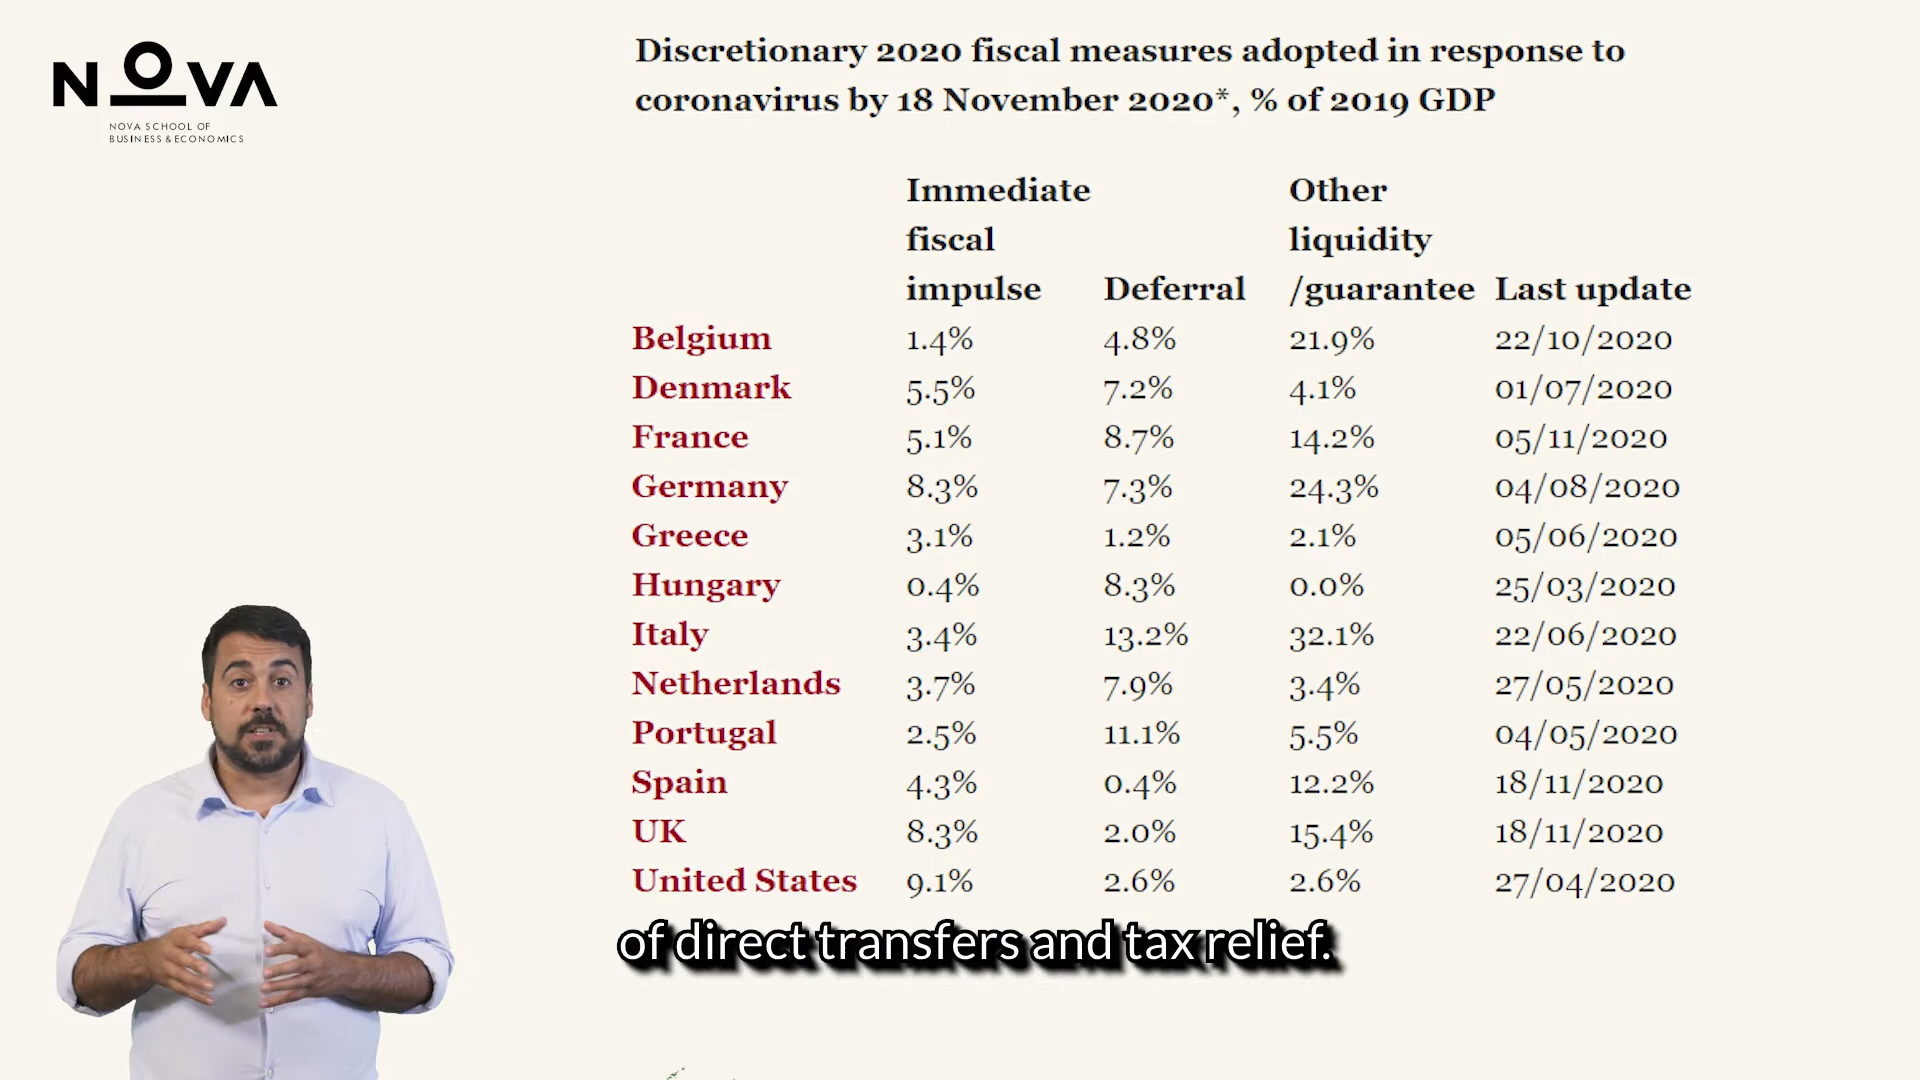 NOVA
NOVA SCHOOL OF
BUSINESS & ECONOMICS
Discretionary 2020 fiscal measures adopted in response to
coronavirus by 18 November 2020*, % of 2019 GDP
Immediate fiscal impulse Deferral Other liquidity /guarantee Last update
Belgium 1.4% 4.8% 21.9% 22/10/2020
Denmark 5.5% 7.2% 4.1% 01/07/2020
France 5.1% 8.7% 14.2% 05/11/2020
Germany 8.3% 7.3% 24.3% 04/08/2020
Greece 3.1% 1.2% 2.1% 05/06/2020
Hungary 0.4% 8.3% 0.0% 25/03/2020
Italy 3.4% 13.2% 32.1% 22/06/2020
Netherlands 3.7% 7.9% 3.4% 27/05/2020
Portugal 2.5% 11.1% 5.5% 04/05/2020
Spain 4.3% 0.4% 12.2% 18/11/2020
UK 8.3% 2.0% 15.4% 18/11/2020
United States 9.1% 2.6% 2.6% 27/04/2020
of direct transfers and tax relief.